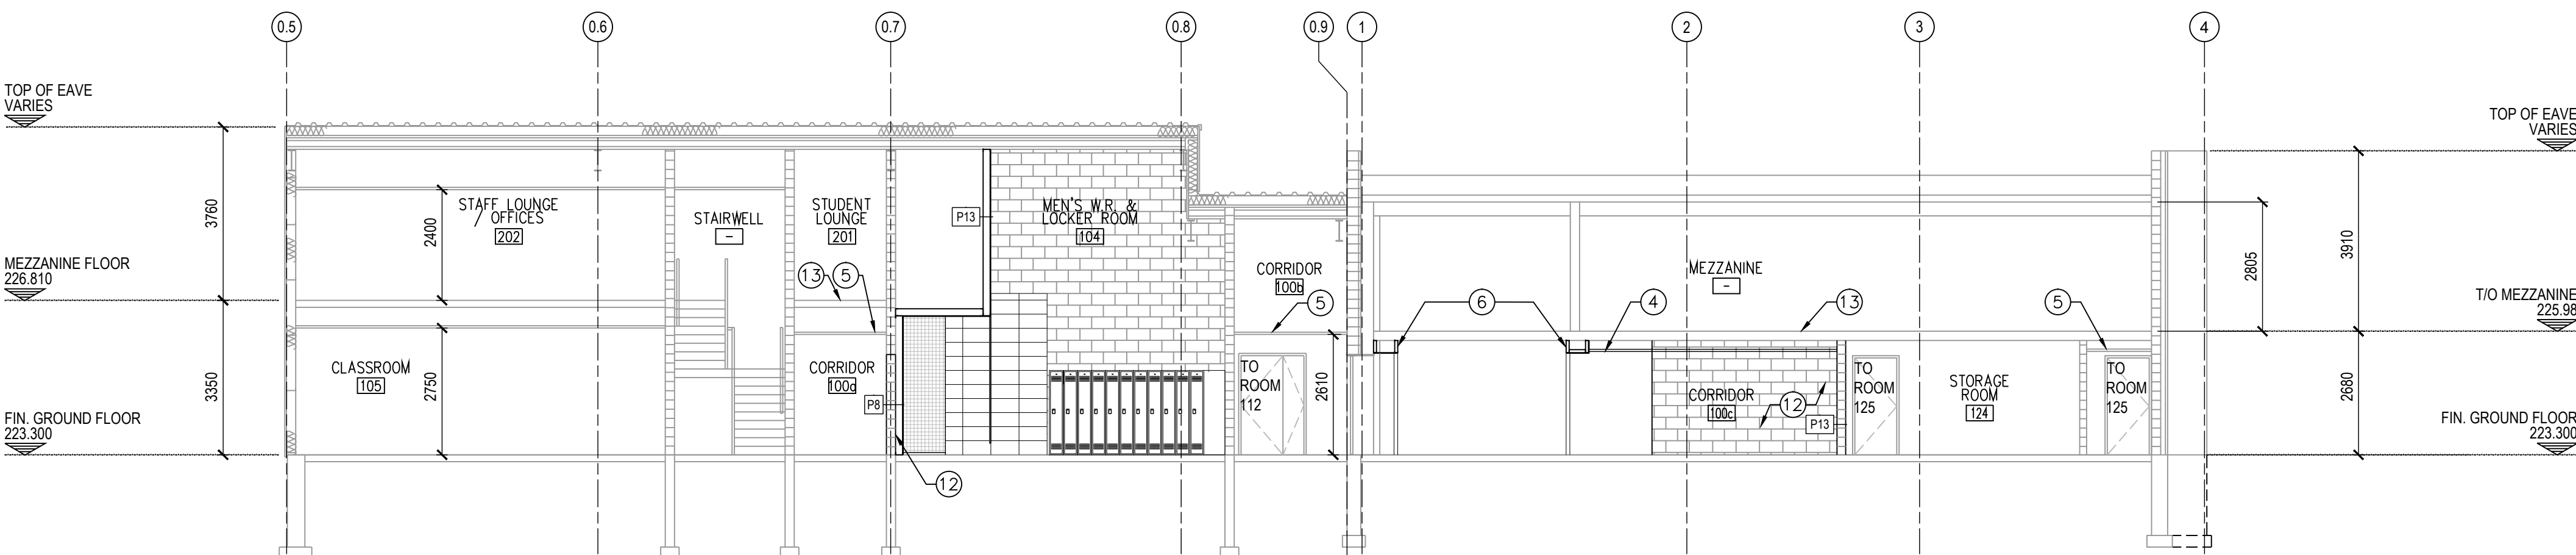 0.5
0.6
0.7
0.8
0.9
1
2
3
4
TOP OF EAVE
VARIES
TOP OF EAVE
VARIES
3760
2400
STAFF LOUNGE
/ OFFICES
202
STAIRWELL
-
STUDENT
LOUNGE
201
P13
MEN'S W.R. &
LOCKER ROOM
104
CORRIDOR
100b
MEZZANINE
-
2805
3910
MEZZANINE FLOOR
226.810
13
5
5
6
4
13
5
T/O MEZZANINE
225.98
3350
2750
CLASSROOM
105
CORRIDOR
100a
P8
12
TO
ROOM
112
2610
CORRIDOR
100c
12
P13
TO
ROOM
125
STORAGE
ROOM
124
TO
ROOM
125
2680
FIN. GROUND FLOOR
223.300
FIN. GROUND FLOOR
223.300